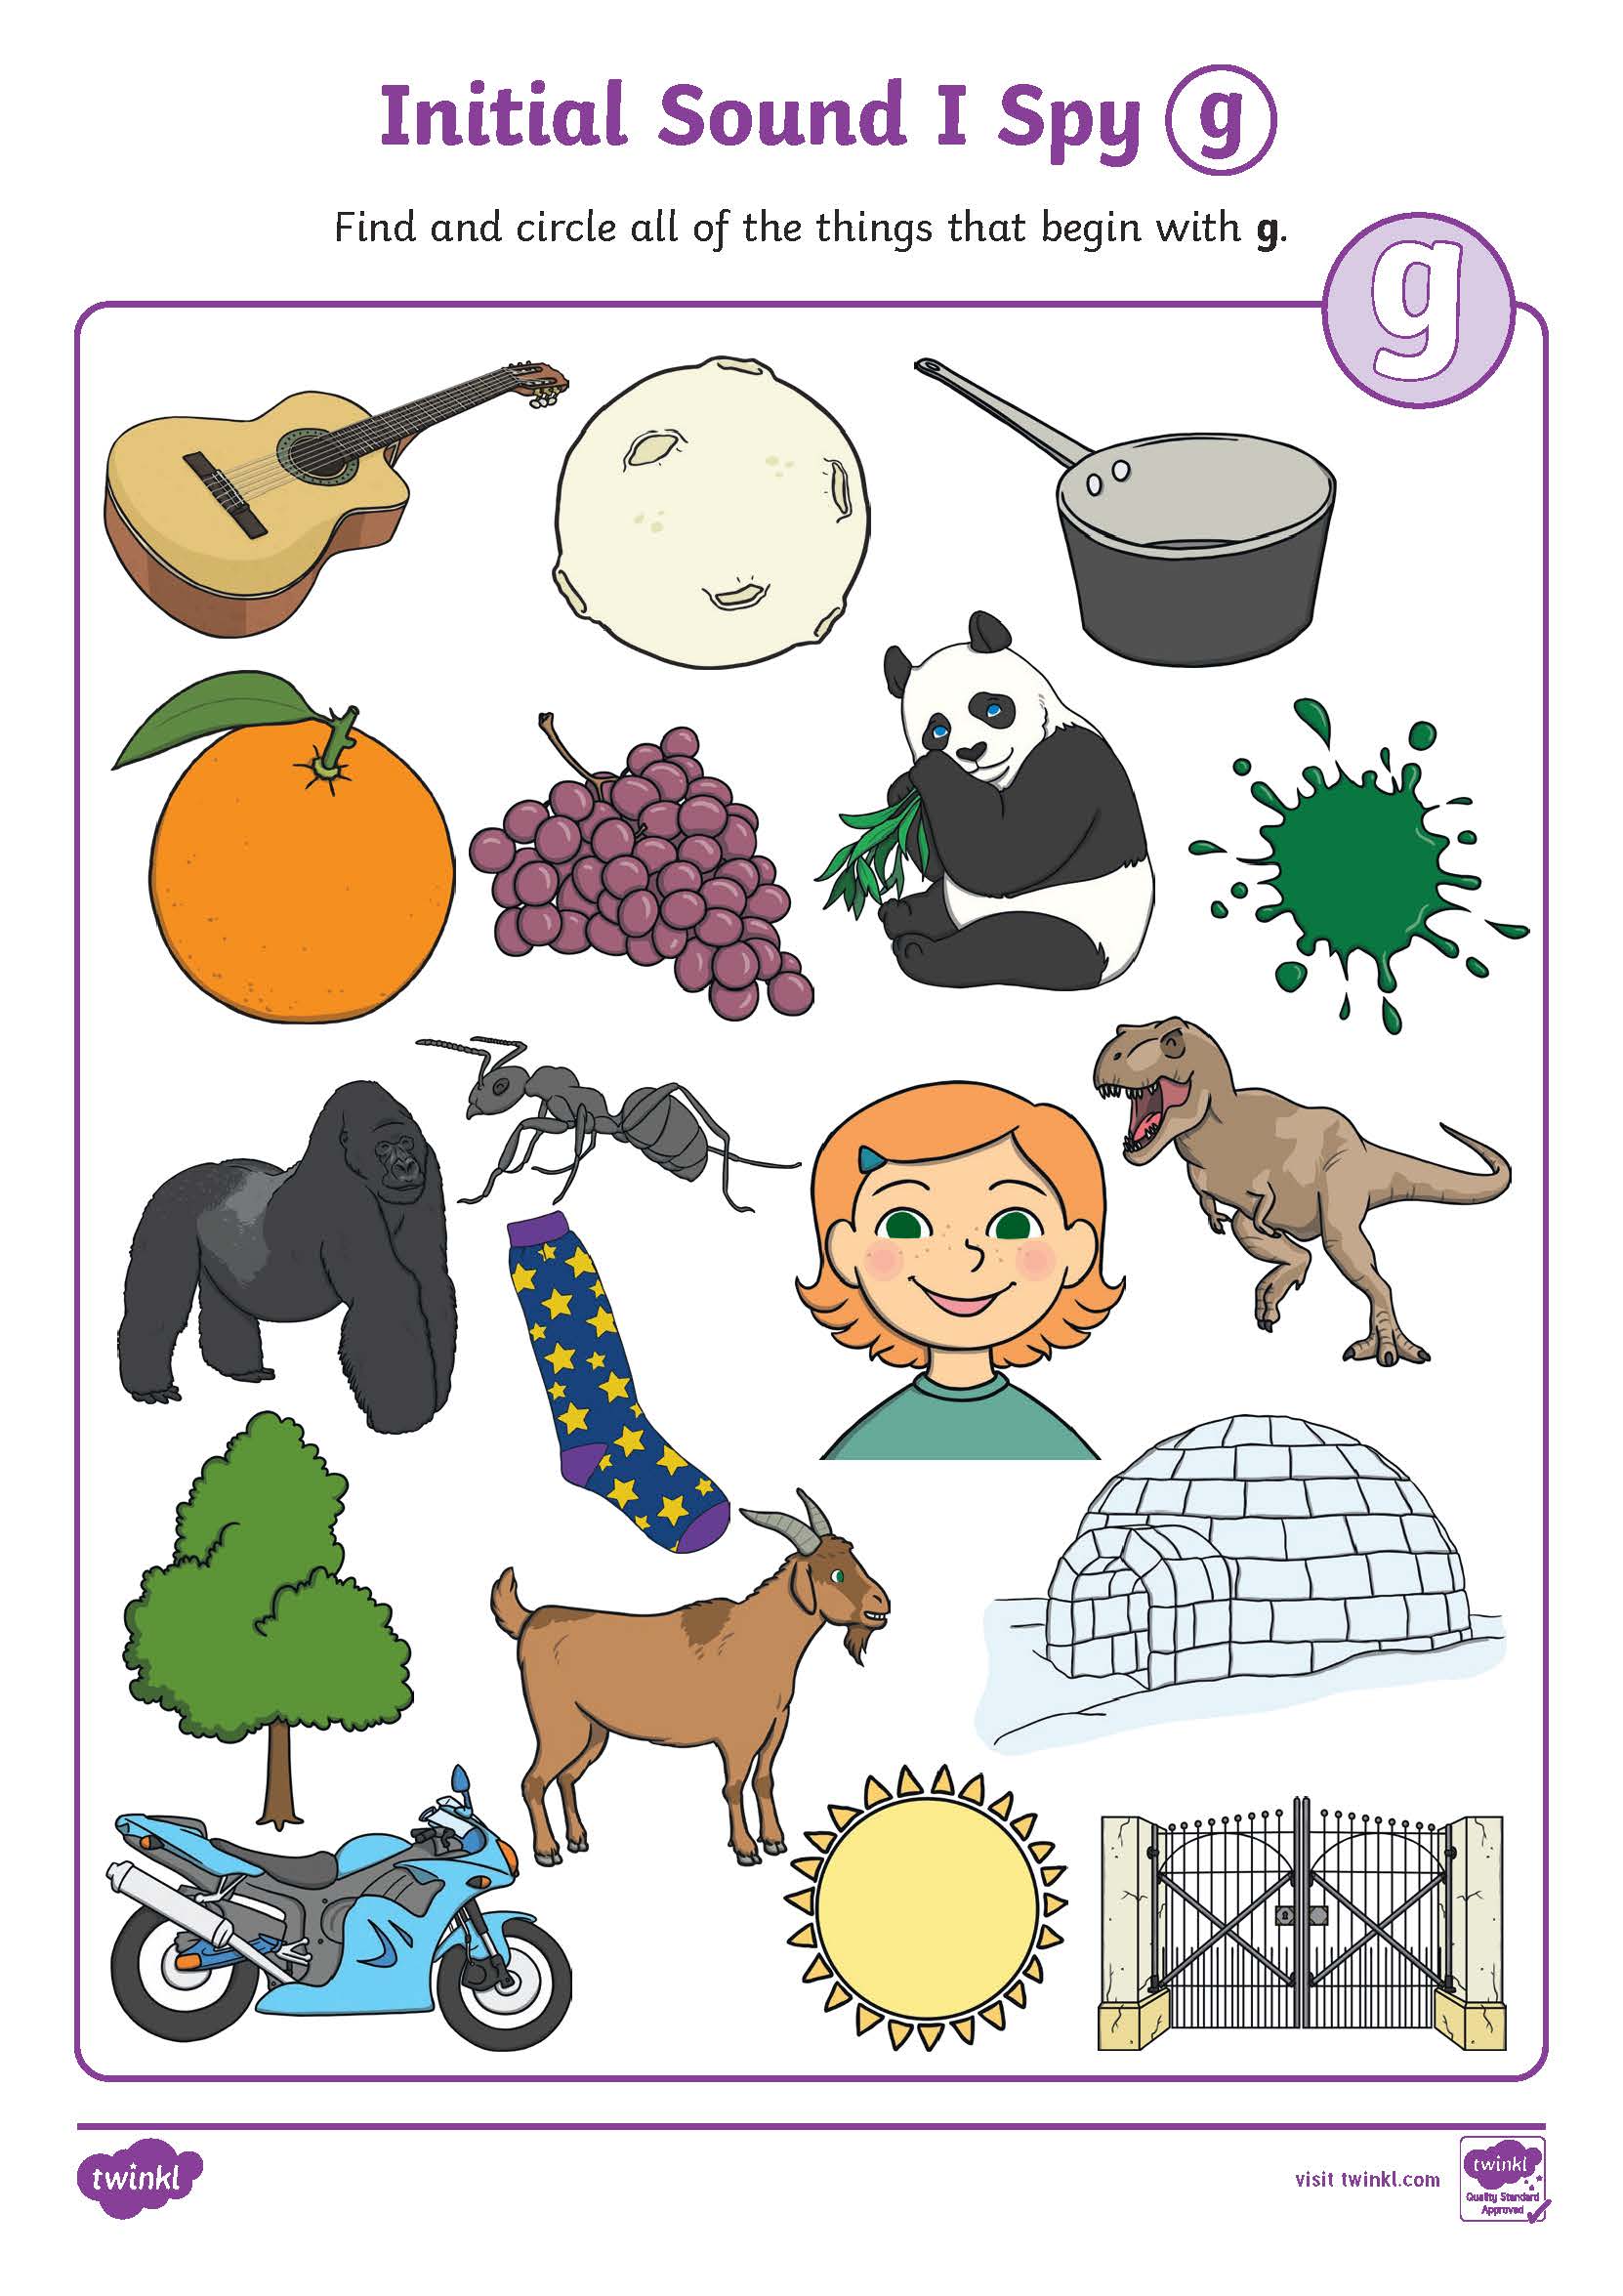 Initial Sound I Spy g
Find and circle all of the things that begin with g.
g
twinkl
visit twinkl.com
twinkl
Quality Standard
Approved